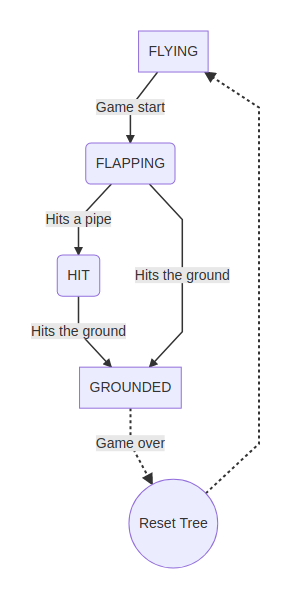 FLYING
Game start
FLAPPING
Hits a pipe
HIT
Hits the ground
Hits the ground
GROUNDED
Game over
Reset Tree